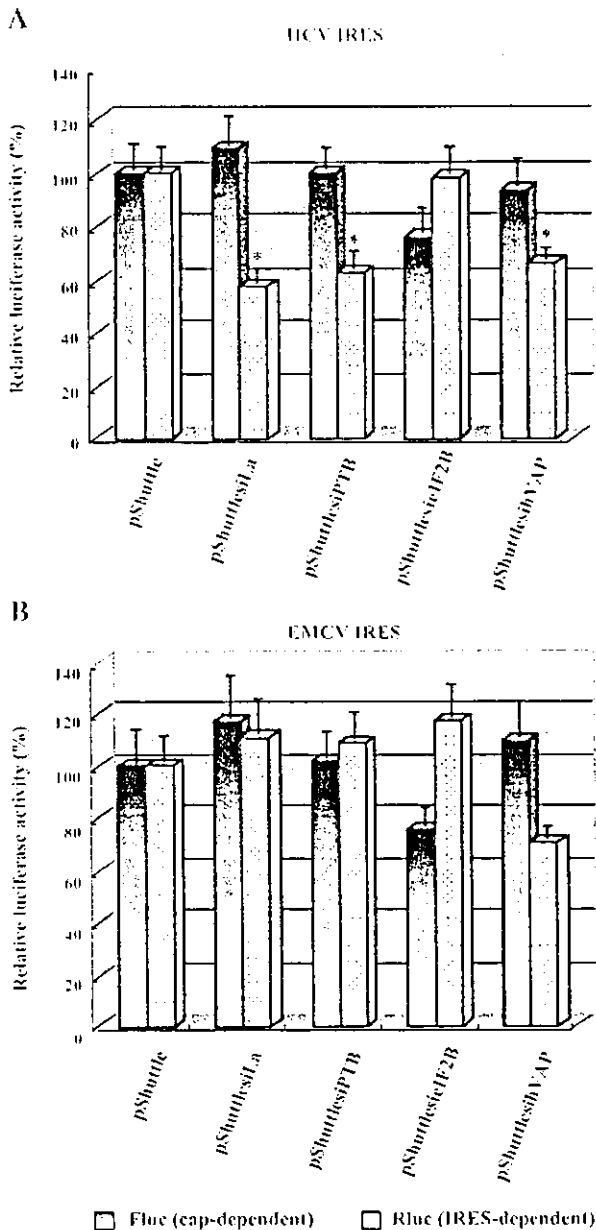 A
HCV IRES
Relative luciferase activity (%)
140
120
100
80
60
40
20
0
*
*
*
pShuttle
pShuttlesiLa
pShuttlesiPTB
pShuttlesieIF2B
pShuttlesihVAP
B
EMCV IRES
Relative luciferase activity (%)
140
120
100
80
60
40
20
0
pShuttle
pShuttlesiLa
pShuttlesiPTB
pShuttlesieIF2B
pShuttlesihVAP
Fluc (cap-dependent)
Rluc (IRES-dependent)